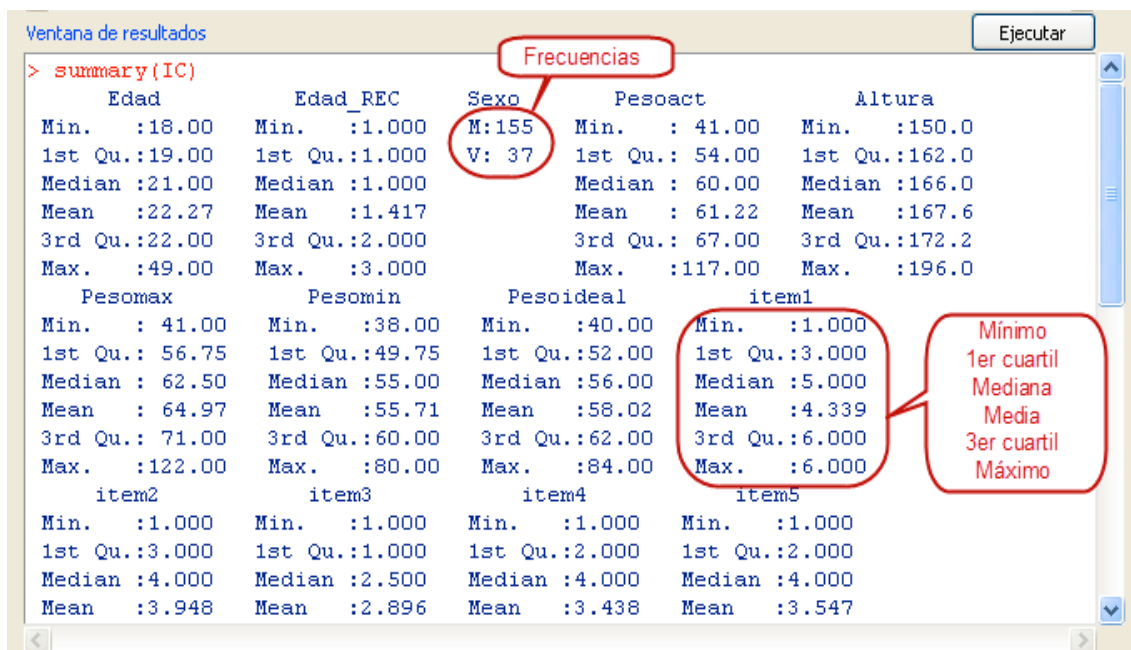 Ventana de resultados Ejecutar
Frecuencias
> summary(IC)
Edad Edad_REC Sexo Pesoact Altura
Min. :18.00 Min. :1.000 M:155 Min. : 41.00 Min. :150.0
1st Qu.:19.00 1st Qu.:1.000 V: 37 1st Qu.: 54.00 1st Qu.:162.0
Median :21.00 Median :1.000 Median : 60.00 Median :166.0
Mean :22.27 Mean :1.417 Mean : 61.22 Mean :167.6
3rd Qu.:22.00 3rd Qu.:2.000 3rd Qu.: 67.00 3rd Qu.:172.2
Max. :49.00 Max. :3.000 Max. :117.00 Max. :196.0
Pesomax Pesomin Pesoideal item1
Min. : 41.00 Min. :38.00 Min. :40.00 Min. :1.000
1st Qu.: 56.75 1st Qu.:49.75 1st Qu.:52.00 1st Qu.:3.000
Median : 62.50 Median :55.00 Median :56.00 Median :5.000
Mean : 64.97 Mean :55.71 Mean :58.02 Mean :4.339
3rd Qu.: 71.00 3rd Qu.:60.00 3rd Qu.:62.00 3rd Qu.:6.000
Max. :122.00 Max. :80.00 Max. :84.00 Max. :6.000
Mínimo
1er cuartil
Mediana
Media
3er cuartil
Máximo
item2 item3 item4 item5
Min. :1.000 Min. :1.000 Min. :1.000 Min. :1.000
1st Qu.:3.000 1st Qu.:1.000 1st Qu.:2.000 1st Qu.:2.000
Median :4.000 Median :2.500 Median :4.000 Median :4.000
Mean :3.948 Mean :2.896 Mean :3.438 Mean :3.547